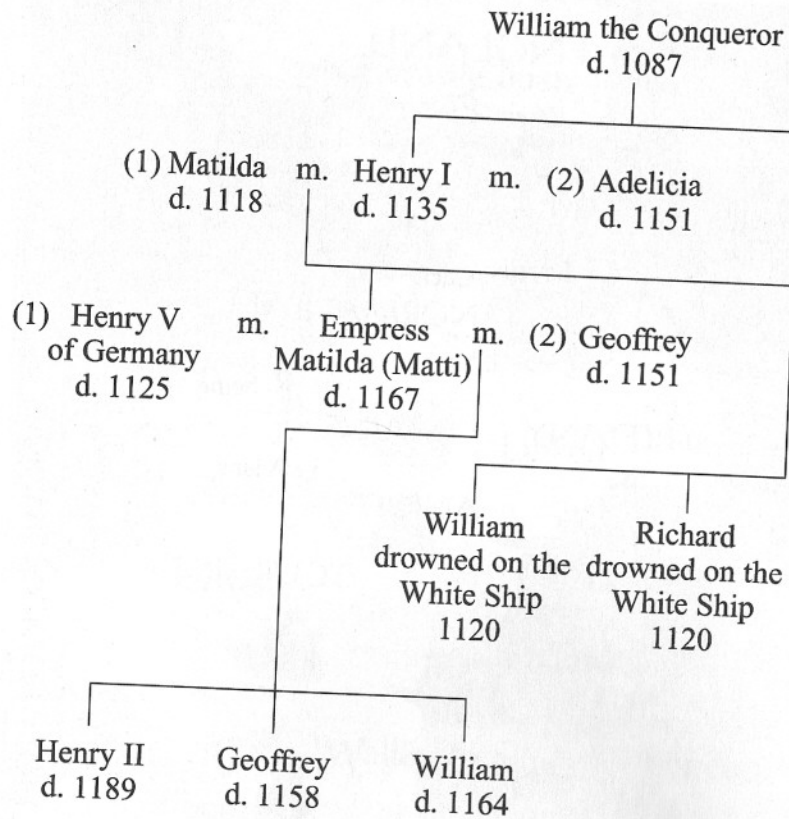 William the Conqueror
d. 1087
(1) Matilda m. Henry I m. (2) Adelicia
d. 1118 d. 1135 d. 1151
(1) Henry V m. Empress m. (2) Geoffrey
of Germany Matilda (Matti) d. 1151
d. 1125 d. 1167
William Richard
drowned on the drowned on the
White Ship White Ship
1120 1120
Henry II Geoffrey William
d. 1189 d. 1158 d. 1164